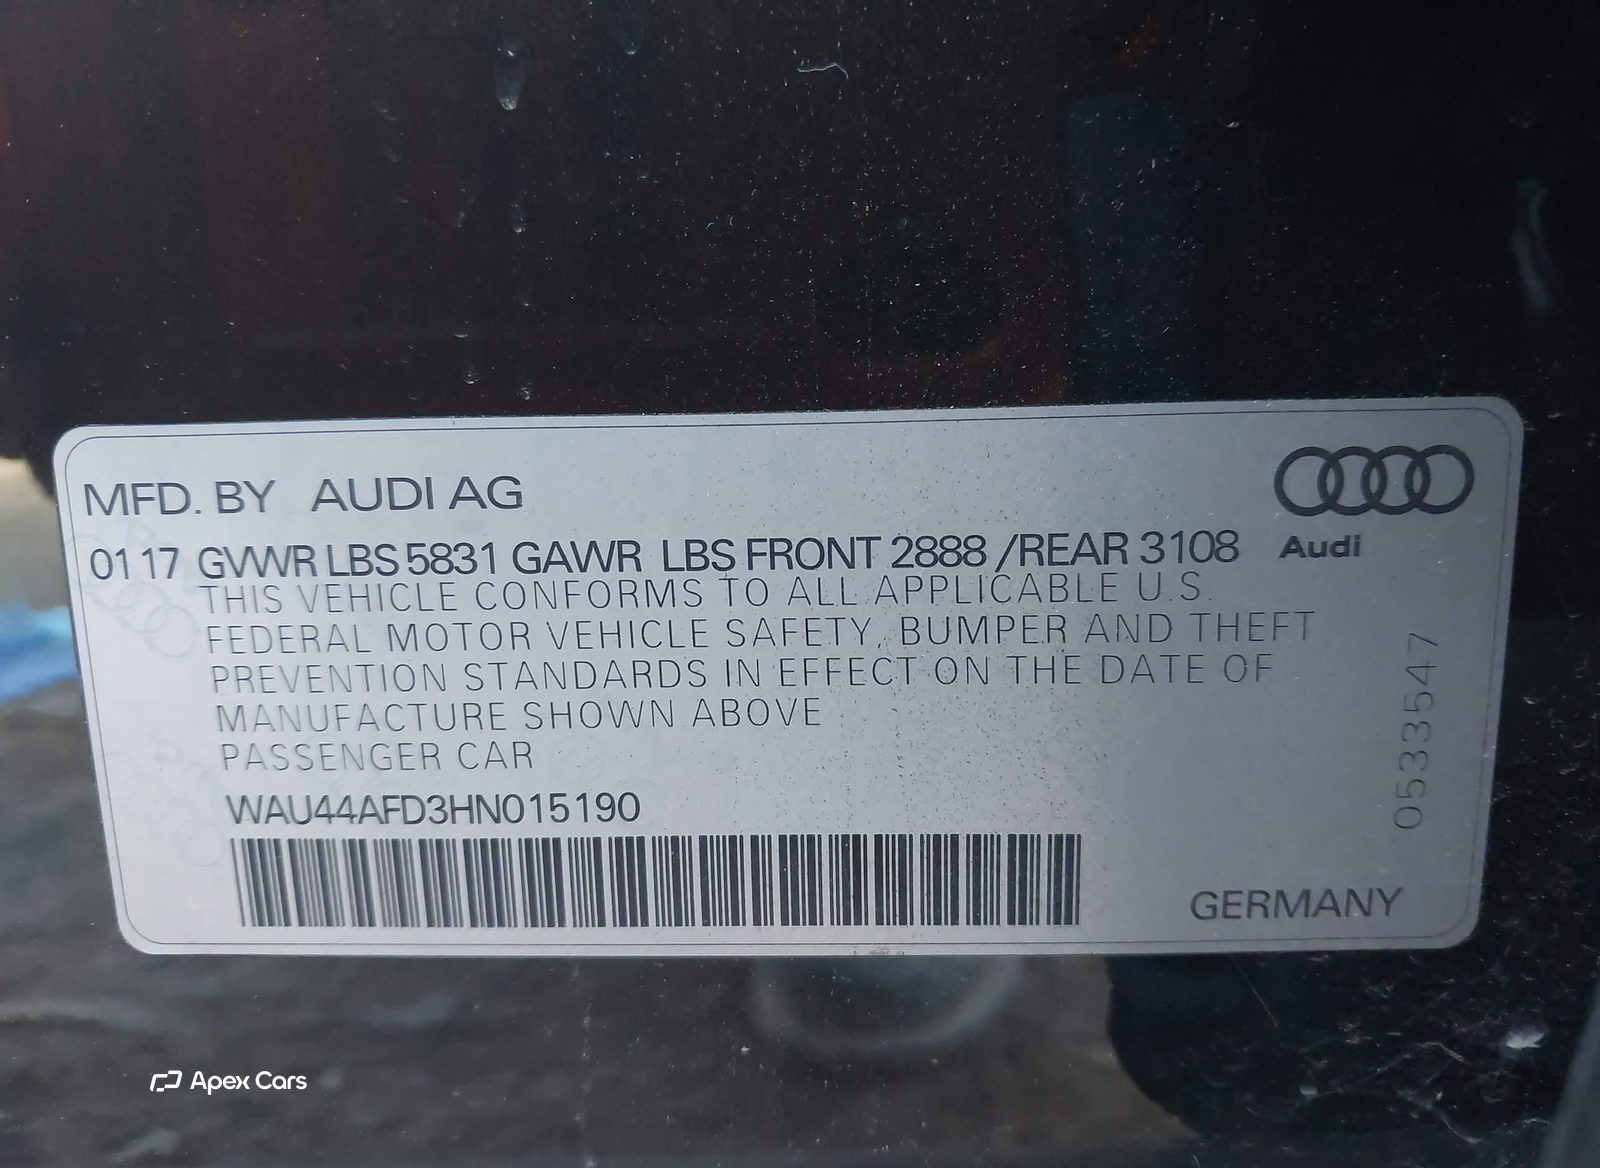 MFD. BY AUDI AG
01 17 GVWR LBS 5831 GAWR LBS FRONT 2888 /REAR 3108
Audi
THIS VEHICLE CONFORMS TO ALL APPLICABLE U.S.
FEDERAL MOTOR VEHICLE SAFETY, BUMPER AND THEFT
PREVENTION STANDARDS IN EFFECT ON THE DATE OF
MANUFACTURE SHOWN ABOVE
PASSENGER CAR
WAU44AFD3HN015190
0533547
GERMANY
Apex Cars